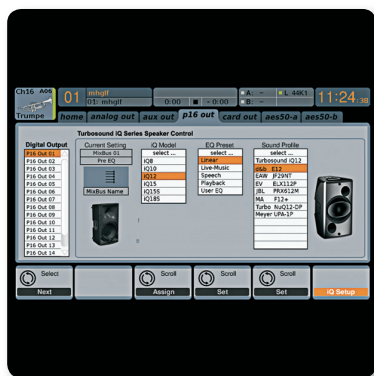 Ch16 A06
Trumpe
01
mhglf
01: mhglf
0:00 - 0:00
A: --
B: --
L 44K1
11:24:38
home analog out aux out p16 out card out aes50-a aes50-b
Turbosound iQ Series Speaker Control
Digital Output
P16 Out 01
P16 Out 02
P16 Out 03
P16 Out 04
P16 Out 05
P16 Out 06
P16 Out 07
P16 Out 08
P16 Out 09
P16 Out 10
P16 Out 11
P16 Out 12
P16 Out 13
P16 Out 14
Current Setting
MixBus 01
Pre EQ
MixBus Name
iQ Model
select ...
iQ8
iQ10
iQ12
iQ15
iQ15S
iQ18S
EQ Preset
select ...
Linear
Live-Music
Speech
Playback
User EQ
Sound Profile
select ...
Turbosound iQ12
d&b E12
EAW JF29NT
EV ELX112P
JBL PRX612M
MA F12+
Turbo NuQ12-DP
Meyer UPA-1P
Select
Next
Scroll
Assign
Scroll
Set
Scroll
Set
iQ Setup